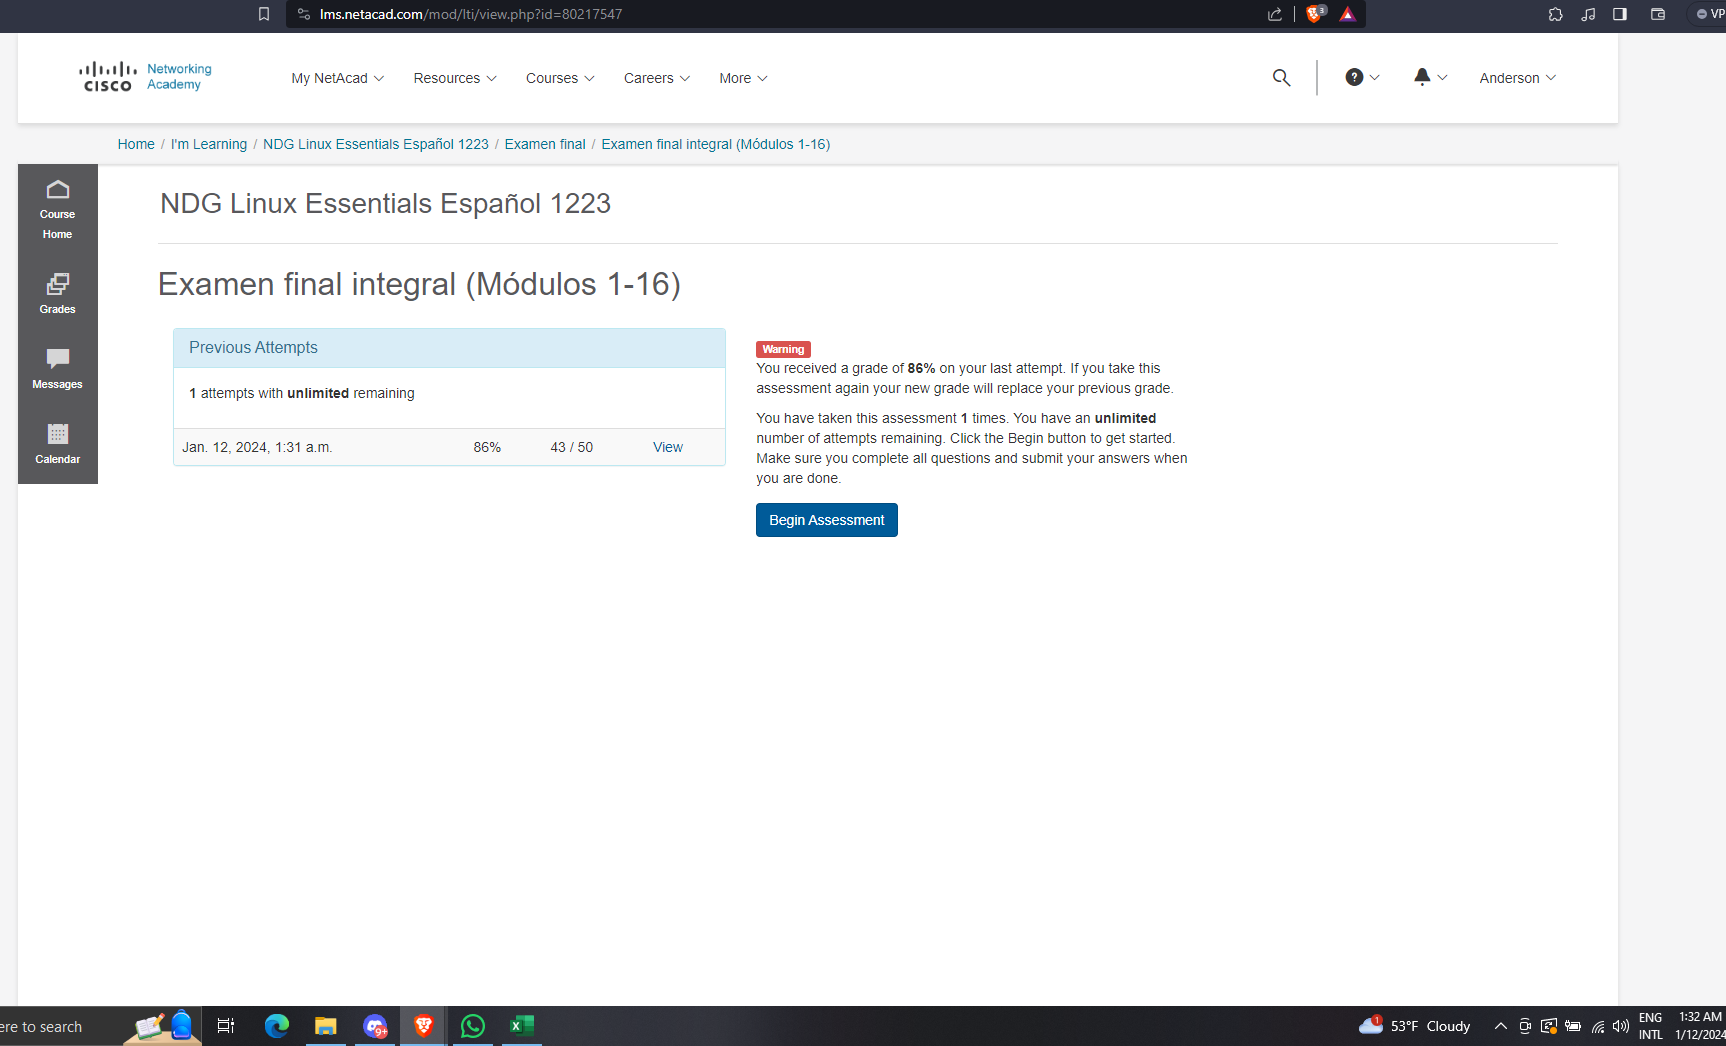 lms.netacad.com/mod/lti/view.php?id=80217547
3
VP
CISCO
Networking
Academy
My NetAcad
Resources
Courses
Careers
More
?
Anderson
Home / I'm Learning / NDG Linux Essentials Español 1223 / Examen final / Examen final integral (Módulos 1-16)
Course
Home
Grades
Messages
Calendar
NDG Linux Essentials Español 1223
Examen final integral (Módulos 1-16)
Previous Attempts
1 attempts with unlimited remaining
Jan. 12, 2024, 1:31 a.m. 86% 43 / 50 View
Warning
You received a grade of 86% on your last attempt. If you take this
assessment again your new grade will replace your previous grade.
You have taken this assessment 1 times. You have an unlimited
number of attempts remaining. Click the Begin button to get started.
Make sure you complete all questions and submit your answers when
you are done.
Begin Assessment
ere to search
9+
X
1
53°F Cloudy
ENG
INTL
1:32 AM
1/12/2024